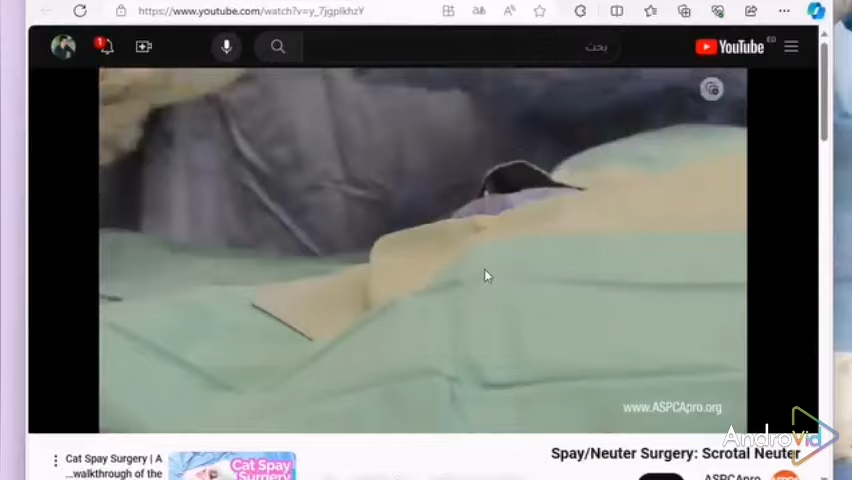 https://www.youtube.com/watch?v=y_7jgplkhzY
1
بحث
YouTube
EG
www.ASPCApro.org
Androvid
Spay/Neuter Surgery: Scrotal Neuter
ASPCApro
Cat Spay Surgery | A
...walkthrough of the
Cat Spay
Surgery